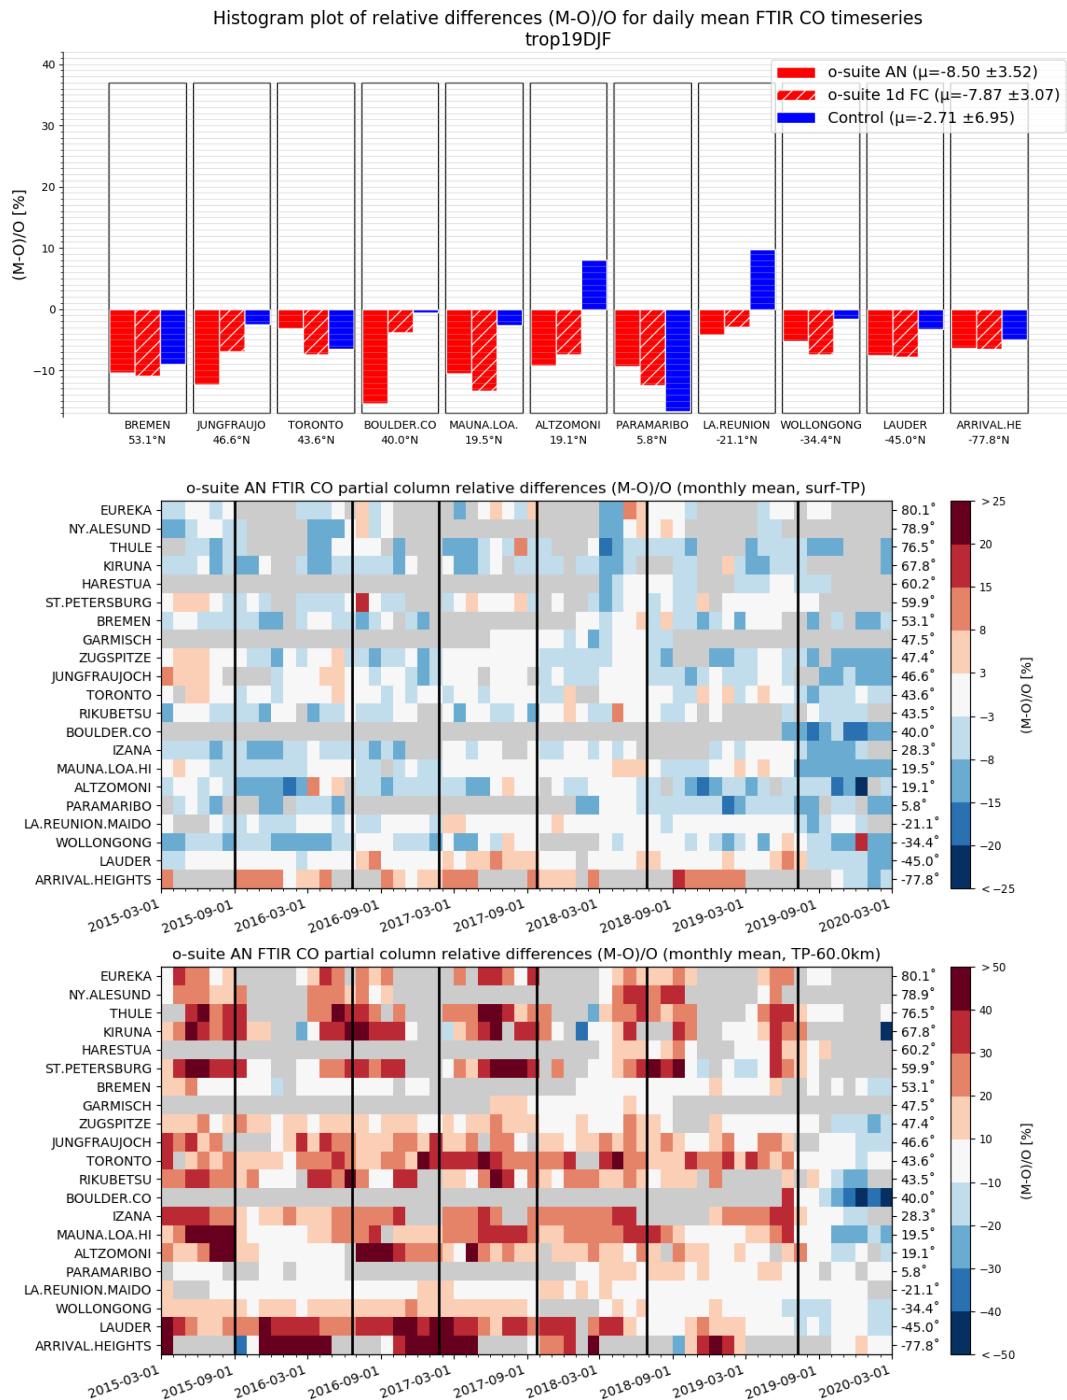 Histogram plot of relative differences (M-O)/O for daily mean FTIR CO timeseries
trop19DJF
o-suite AN (μ=-8.50 ±3.52)
o-suite 1d FC (μ=-7.87 ±3.07)
Control (μ=-2.71 ±6.95)
(M-O)/O [%]
40
30
20
10
0
−10
BREMEN JUNGFRAUJO TORONTO BOULDER.CO MAUNA.LOA. ALTZOMONI PARAMARIBO LA.REUNION WOLLONGONG LAUDER ARRIVAL.HE
53.1°N 46.6°N 43.6°N 40.0°N 19.5°N 19.1°N 5.8°N -21.1°N -34.4°N -45.0°N -77.8°N
o-suite AN FTIR CO partial column relative differences (M-O)/O (monthly mean, surf-TP)
EUREKA 80.1˚
NY.ALESUND 78.9˚
THULE 76.5˚
KIRUNA 67.8˚
HARESTUA 60.2˚
ST.PETERSBURG 59.9˚
BREMEN 53.1˚
GARMISCH 47.5˚
ZUGSPITZE 47.4˚
JUNGFRAUJOCH 46.6˚
TORONTO 43.6˚
RIKUBETSU 43.5˚
BOULDER.CO 40.0˚
IZANA 28.3˚
MAUNA.LOA.HI 19.5˚
ALTZOMONI 19.1˚
PARAMARIBO 5.8˚
LA.REUNION.MAIDO -21.1˚
WOLLONGONG -34.4˚
LAUDER -45.0˚
ARRIVAL.HEIGHTS -77.8˚
2015-03-01 2015-09-01 2016-03-01 2016-09-01 2017-03-01 2017-09-01 2018-03-01 2018-09-01 2019-03-01 2019-09-01 2020-03-01
>25
20
15
8
3
−3
−8
−15
−20
<−25
(M-O)/O [%]
o-suite AN FTIR CO partial column relative differences (M-O)/O (monthly mean, TP-60.0km)
EUREKA 80.1˚
NY.ALESUND 78.9˚
THULE 76.5˚
KIRUNA 67.8˚
HARESTUA 60.2˚
ST.PETERSBURG 59.9˚
BREMEN 53.1˚
GARMISCH 47.5˚
ZUGSPITZE 47.4˚
JUNGFRAUJOCH 46.6˚
TORONTO 43.6˚
RIKUBETSU 43.5˚
BOULDER.CO 40.0˚
IZANA 28.3˚
MAUNA.LOA.HI 19.5˚
ALTZOMONI 19.1˚
PARAMARIBO 5.8˚
LA.REUNION.MAIDO -21.1˚
WOLLONGONG -34.4˚
LAUDER -45.0˚
ARRIVAL.HEIGHTS -77.8˚
2015-03-01 2015-09-01 2016-03-01 2016-09-01 2017-03-01 2017-09-01 2018-03-01 2018-09-01 2019-03-01 2019-09-01 2020-03-01
>50
40
30
20
10
−10
−20
−30
−40
<−50
(M-O)/O [%]